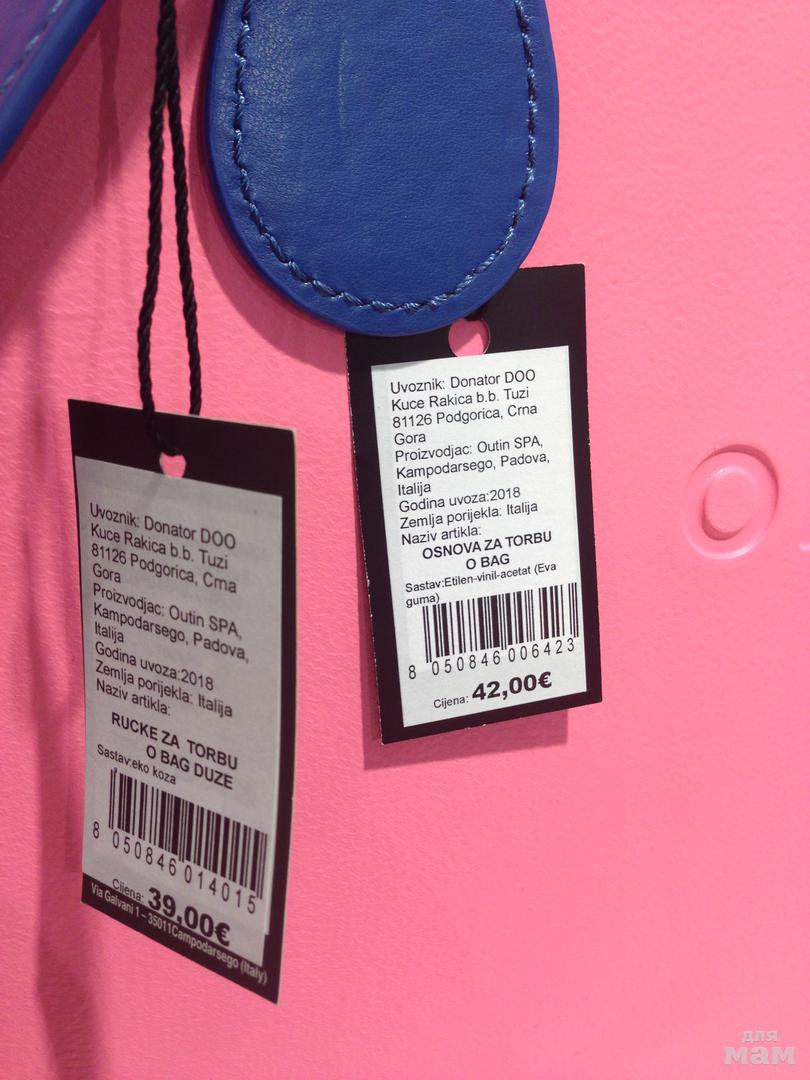 Uvoznik: Donator DOO
Kuce Rakica b.b. Tuzi
81126 Podgorica, Crna
Gora
Proizvodjac: Outin SPA,
Kampodarsego, Padova,
Italija
Godina uvoza:2018
Zemlja porijekla: Italija
Naziv artikla:
RUCKE ZA TORBU
O BAG DUZE
Sastav:eko koza
8 050846 014015
Cijena: 39,00€
Via Galvani 1 – 35011Campodarsego (Italy)
Uvoznik: Donator DOO
Kuce Rakica b.b. Tuzi
81126 Podgorica, Crna
Gora
Proizvodjac: Outin SPA,
Kampodarsego, Padova,
Italija
Godina uvoza:2018
Zemlja porijekla: Italija
Naziv artikla:
OSNOVA ZA TORBU
O BAG
Sastav:Etilen-vinil-acetat (Eva
guma)
8 050846 006423
Cijena: 42,00€
O
для
мам